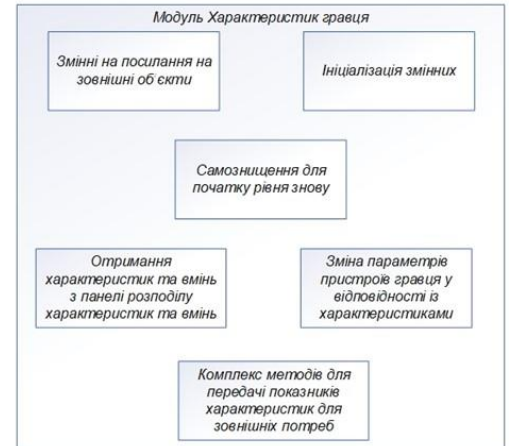 Модуль Характеристик гравця
Змінні на посилання на
зовнішні об єкти
Ініціалізація змінних
Самознищення для
початку рівня знову
Отримання
характеристик та вмінь
з панелі розподілу
характеристик та вмінь
Зміна параметрів
пристроїв гравця у
відповідності із
характеристиками
Комплекс методів для
передачі показників
характеристик для
зовнішніх потреб